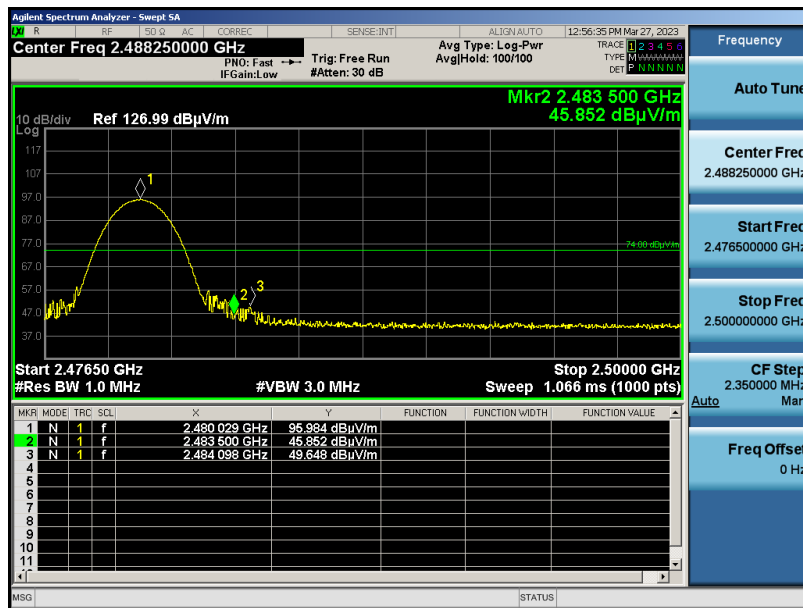 Agilent Spectrum Analyzer - Swept SA
R RF 50 Ω AC CORREC SENSE:INT ALIGN AUTO 12:56:35 PM Mar 27, 2023
Center Freq 2.488250000 GHz
PNO: Fast
IFGain:Low
Trig: Free Run
#Atten: 30 dB
Avg Type: Log-Pwr
Avg|Hold: 100/100
TRACE 1 2 3 4 5 6
TYPE M
DET P N N N N N
Mkr2 2.483 500 GHz
45.852 dBµV/m
10 dB/div Ref 126.99 dBµV/m
Log
117
107
97.0
87.0
77.0
67.0
57.0
47.0
37.0
1
2
3
74.00 dBµV/m
Start 2.47650 GHz Stop 2.50000 GHz
#Res BW 1.0 MHz #VBW 3.0 MHz Sweep 1.066 ms (1000 pts)
MKR MODE TRC SCL X Y FUNCTION FUNCTION WIDTH FUNCTION VALUE
1 N 1 f 2.480 029 GHz 95.984 dBµV/m
2 N 1 f 2.483 500 GHz 45.852 dBµV/m
3 N 1 f 2.484 098 GHz 49.648 dBµV/m
4
5
6
7
8
9
10
11
MSG STATUS
Frequency
Auto Tune
Center Freq
2.488250000 GHz
Start Freq
2.476500000 GHz
Stop Freq
2.500000000 GHz
CF Step
2.350000 MHz
Auto Man
Freq Offset
0 Hz